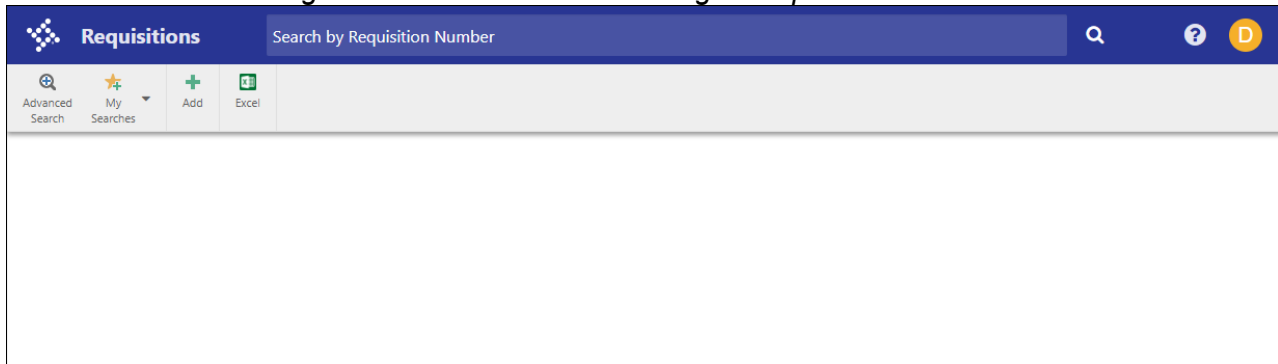 Requisitions
Search by Requisition Number
D
Advanced
Search
My
Searches
Add
Excel